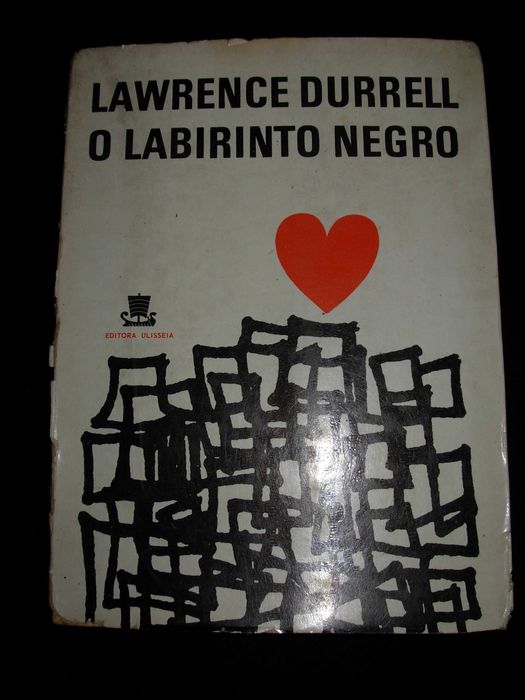 LAWRENCE DURRELL
O LABIRINTO NEGRO
EDITORA ULISSEIA